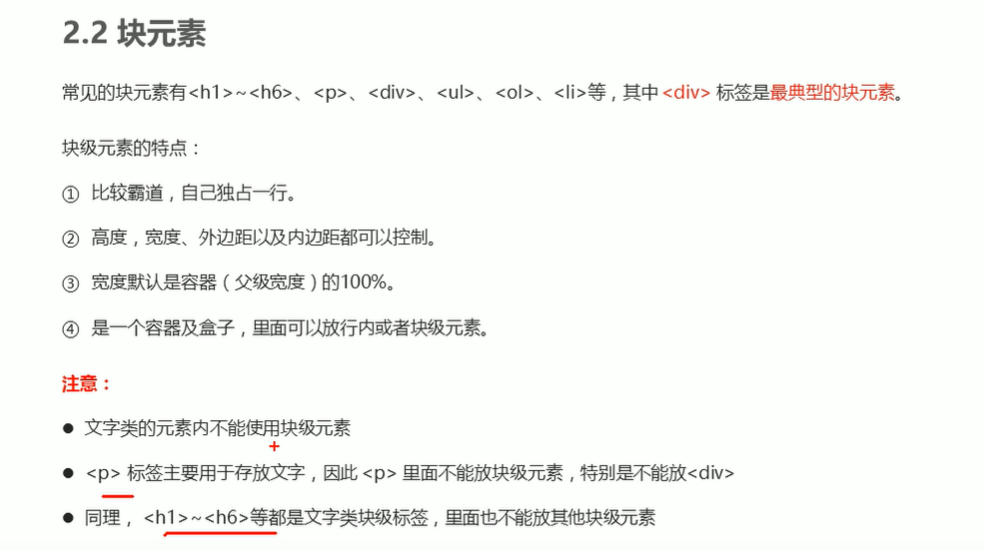 2.2 块元素
常见的块元素有<h1>~<h6>、<p>、<div>、<ul>、<ol>、<li>等，其中 <div> 标签是最典型的块元素。
块级元素的特点：
① 比较霸道，自己独占一行。
② 高度，宽度、外边距以及内边距都可以控制。
③ 宽度默认是容器（父级宽度）的100%。
④ 是一个容器及盒子，里面可以放行内或者块级元素。
注意：
● 文字类的元素内不能使用块级元素
● <p> 标签主要用于存放文字，因此 <p> 里面不能放块级元素，特别是不能放<div>
● 同理， <h1>~<h6>等都是文字类块级标签，里面也不能放其他块级元素